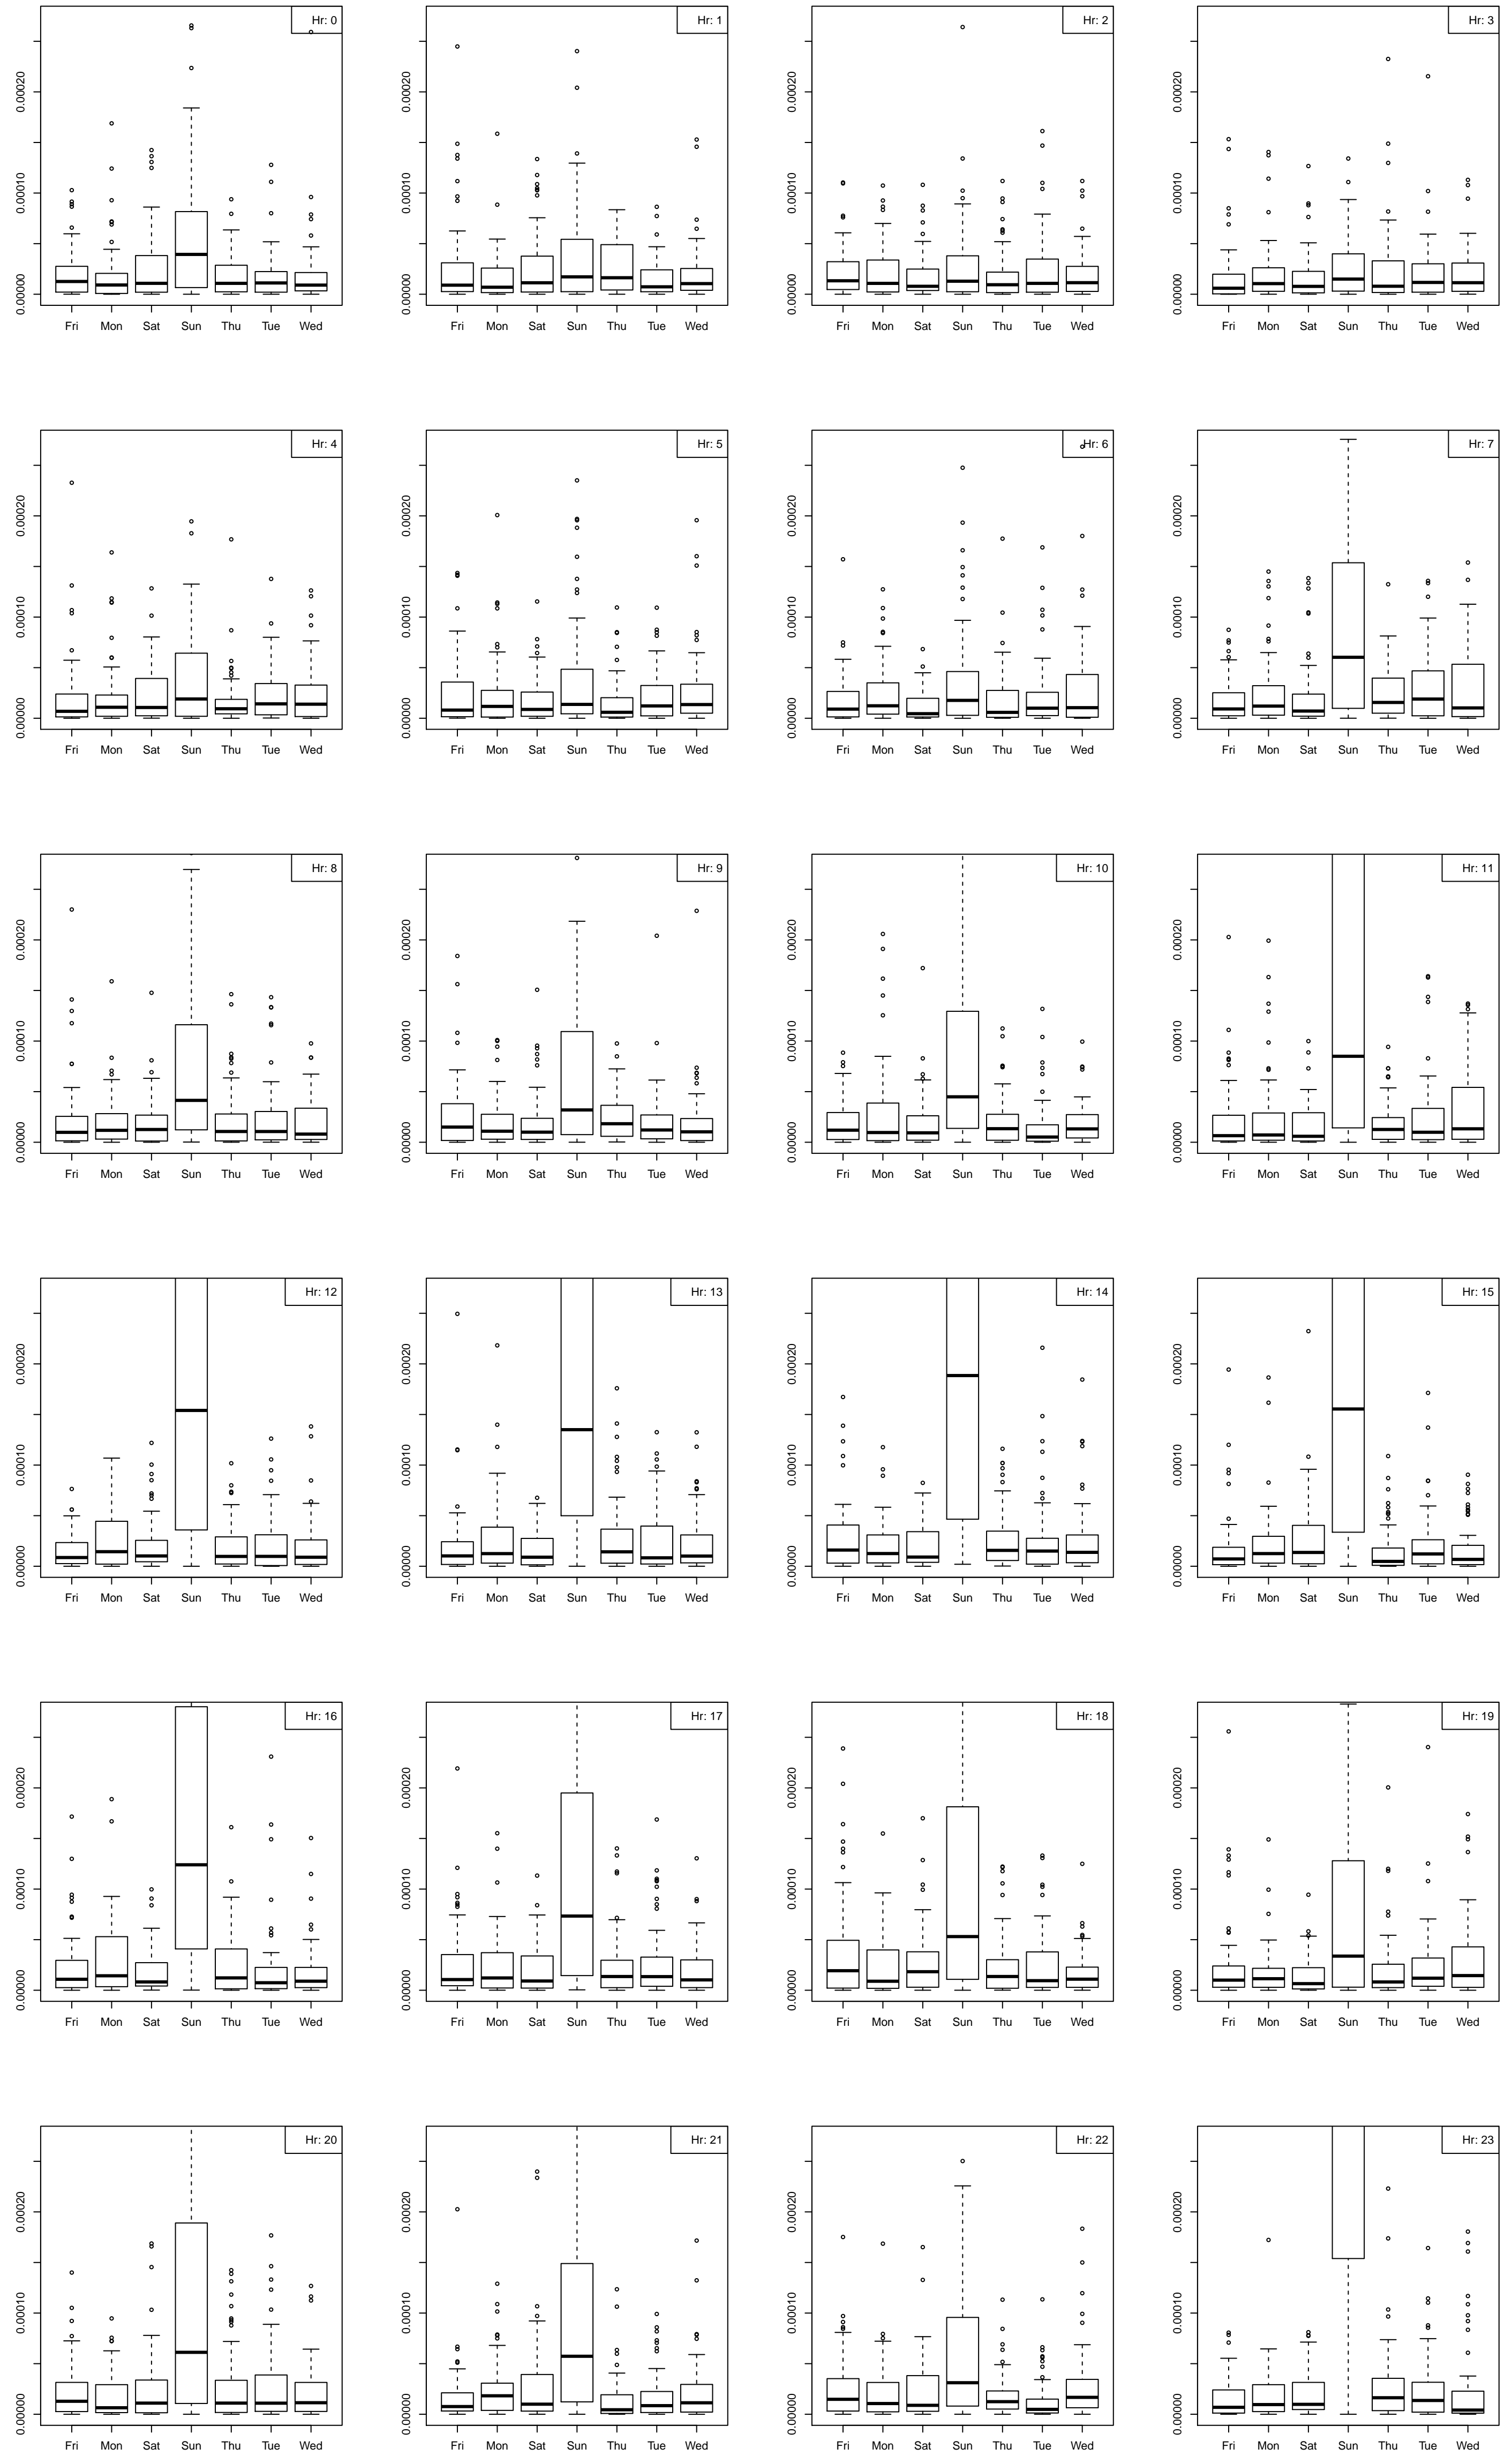 Hr: 0 Hr: 1 Hr: 2 Hr: 3
0.00020 0.00020 0.00020 0.00020
0.00010 0.00010 0.00010 0.00010
0.00000 0.00000 0.00000 0.00000
Fri Mon Sat Sun Thu Tue Wed Fri Mon Sat Sun Thu Tue Wed Fri Mon Sat Sun Thu Tue Wed Fri Mon Sat Sun Thu Tue Wed
Hr: 4 Hr: 5 Hr: 6 Hr: 7
0.00020 0.00020 0.00020 0.00020
0.00010 0.00010 0.00010 0.00010
0.00000 0.00000 0.00000 0.00000
Fri Mon Sat Sun Thu Tue Wed Fri Mon Sat Sun Thu Tue Wed Fri Mon Sat Sun Thu Tue Wed Fri Mon Sat Sun Thu Tue Wed
Hr: 8 Hr: 9 Hr: 10 Hr: 11
0.00020 0.00020 0.00020 0.00020
0.00010 0.00010 0.00010 0.00010
0.00000 0.00000 0.00000 0.00000
Fri Mon Sat Sun Thu Tue Wed Fri Mon Sat Sun Thu Tue Wed Fri Mon Sat Sun Thu Tue Wed Fri Mon Sat Sun Thu Tue Wed
Hr: 12 Hr: 13 Hr: 14 Hr: 15
0.00020 0.00020 0.00020 0.00020
0.00010 0.00010 0.00010 0.00010
0.00000 0.00000 0.00000 0.00000
Fri Mon Sat Sun Thu Tue Wed Fri Mon Sat Sun Thu Tue Wed Fri Mon Sat Sun Thu Tue Wed Fri Mon Sat Sun Thu Tue Wed
Hr: 16 Hr: 17 Hr: 18 Hr: 19
0.00020 0.00020 0.00020 0.00020
0.00010 0.00010 0.00010 0.00010
0.00000 0.00000 0.00000 0.00000
Fri Mon Sat Sun Thu Tue Wed Fri Mon Sat Sun Thu Tue Wed Fri Mon Sat Sun Thu Tue Wed Fri Mon Sat Sun Thu Tue Wed
Hr: 20 Hr: 21 Hr: 22 Hr: 23
0.00020 0.00020 0.00020 0.00020
0.00010 0.00010 0.00010 0.00010
0.00000 0.00000 0.00000 0.00000
Fri Mon Sat Sun Thu Tue Wed Fri Mon Sat Sun Thu Tue Wed Fri Mon Sat Sun Thu Tue Wed Fri Mon Sat Sun Thu Tue Wed